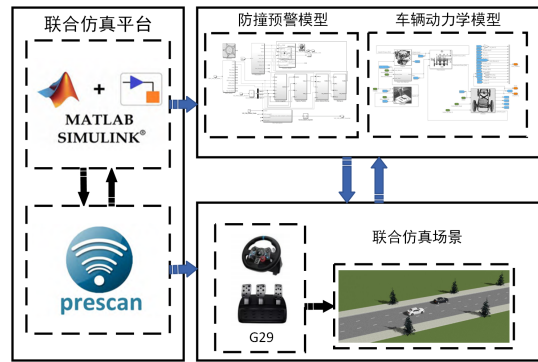 联合仿真平台
+
MATLAB
SIMULINK®
prescan
防撞预警模型
车辆动力学模型
G29
联合仿真场景